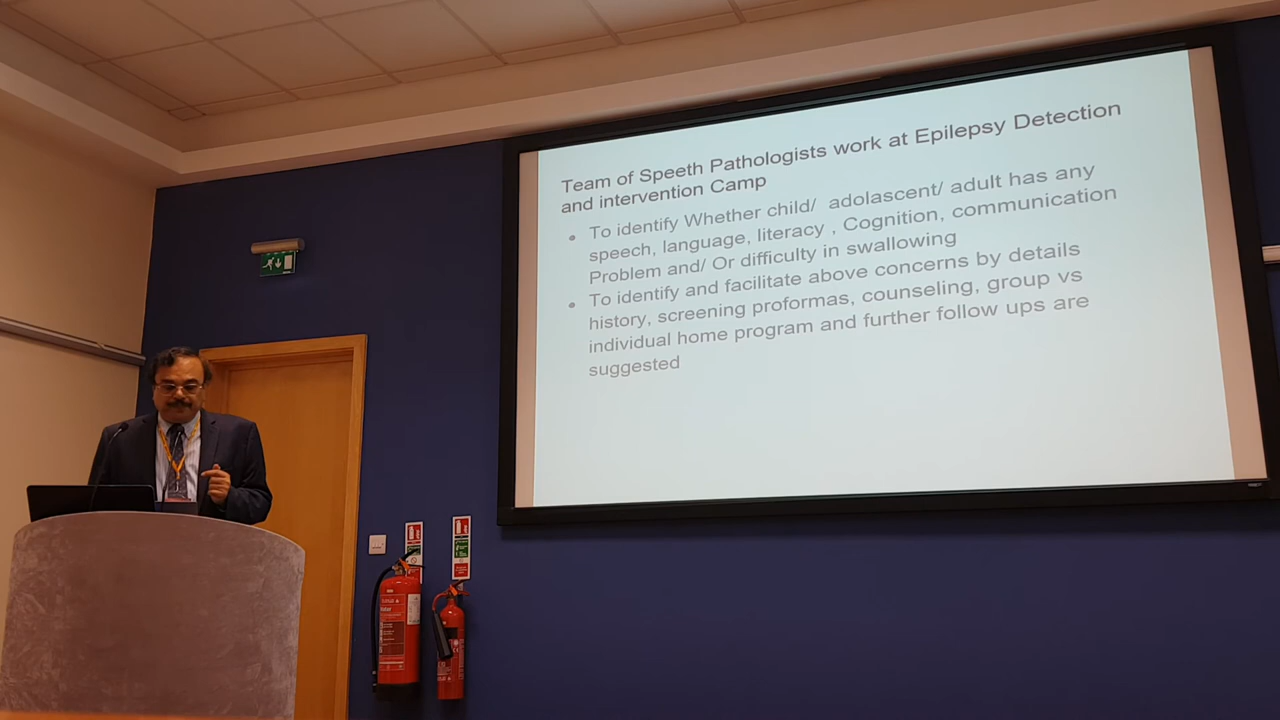 Team of Speeth Pathologists work at Epilepsy Detection
and intervention Camp
• To identify Whether child/ adolascent/ adult has any
speech, language, literacy , Cognition, communication
Problem and/ Or difficulty in swallowing
• To identify and facilitate above concerns by details
history, screening proformas, counseling, group vs
individual home program and further follow ups are
suggested
Water